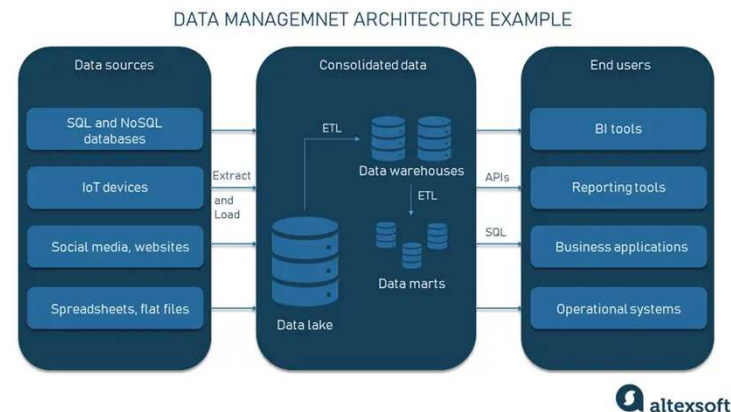 DATA MANAGEMNET ARCHITECTURE EXAMPLE
Data sources
SQL and NoSQL
databases
IoT devices
Social media, websites
Spreadsheets, flat files
Extract
and
Load
Consolidated data
ETL
Data warehouses
ETL
Data marts
Data lake
APIs
SQL
End users
BI tools
Reporting tools
Business applications
Operational systems
altexsoft